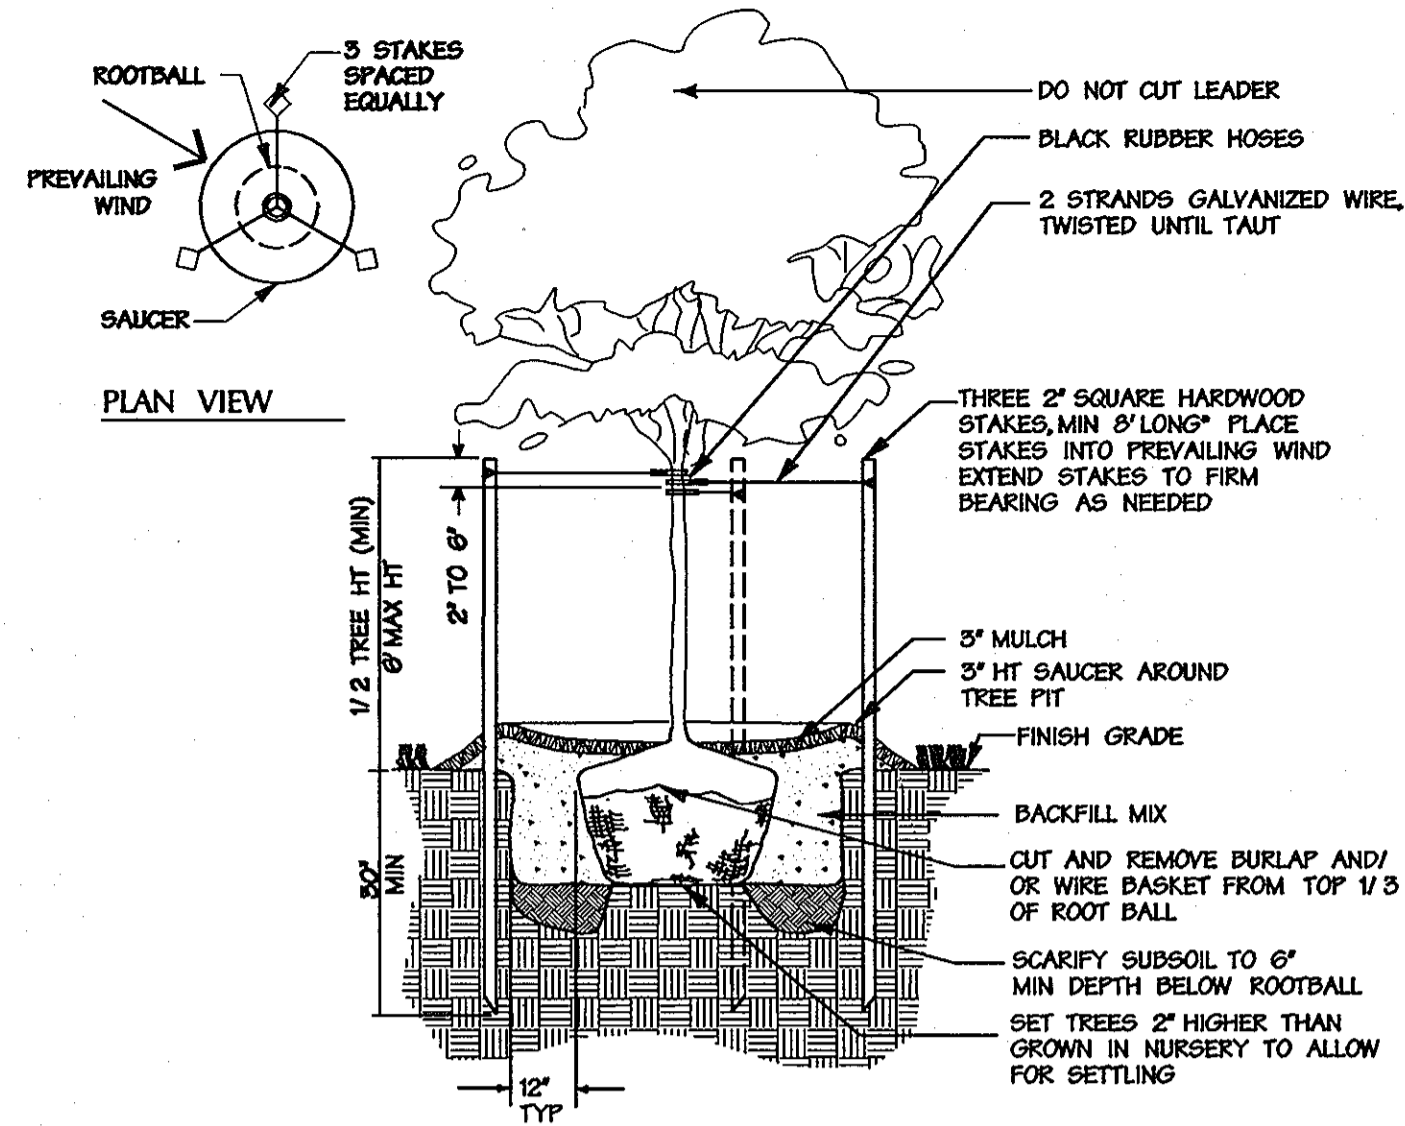 3 STAKES
SPACED
EQUALLY
ROOTBALL
PREVAILING
WIND
SAUCER
PLAN VIEW
DO NOT CUT LEADER
BLACK RUBBER HOSES
2 STRANDS GALVANIZED WIRE,
TWISTED UNTIL TAUT
THREE 2" SQUARE HARDWOOD
STAKES, MIN 8' LONG" PLACE
STAKES INTO PREVAILING WIND
EXTEND STAKES TO FIRM
BEARING AS NEEDED
1/2 TREE HT (MIN)
6' MAX HT
2" TO 6"
3" MULCH
3" HT SAUCER AROUND
TREE PIT
FINISH GRADE
BACKFILL MIX
30"
MIN
CUT AND REMOVE BURLAP AND/
OR WIRE BASKET FROM TOP 1/3
OF ROOT BALL
SCARIFY SUBSOIL TO 6"
MIN DEPTH BELOW ROOTBALL
SET TREES 2" HIGHER THAN
GROWN IN NURSERY TO ALLOW
FOR SETTLING
12"
TYP